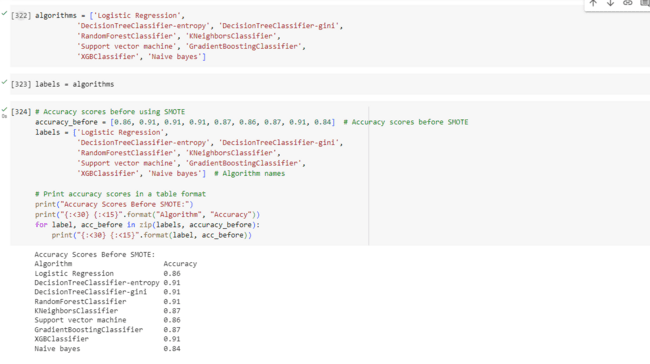 [322] algorithms = ['Logistic Regression',
'DecisionTreeClassifier-entropy', 'DecisionTreeClassifier-gini',
'RandomForestClassifier', 'KNeighborsClassifier',
'Support vector machine', 'GradientBoostingClassifier',
'XGBClassifier', 'Naive bayes']
[323] labels = algorithms
[324] # Accuracy scores before using SMOTE
accuracy_before = [0.86, 0.91, 0.91, 0.91, 0.87, 0.86, 0.87, 0.91, 0.84]  # Accuracy scores before SMOTE
labels = ['Logistic Regression',
'DecisionTreeClassifier-entropy', 'DecisionTreeClassifier-gini',
'RandomForestClassifier', 'KNeighborsClassifier',
'Support vector machine', 'GradientBoostingClassifier',
'XGBClassifier', 'Naive bayes']  # Algorithm names
# Print accuracy scores in a table format
print("Accuracy Scores Before SMOTE:")
print("{:<30} {:<15}".format("Algorithm", "Accuracy"))
for label, acc_before in zip(labels, accuracy_before):
print("{:<30} {:<15}".format(label, acc_before))
Accuracy Scores Before SMOTE:
Algorithm Accuracy
Logistic Regression 0.86
DecisionTreeClassifier-entropy 0.91
DecisionTreeClassifier-gini 0.91
RandomForestClassifier 0.91
KNeighborsClassifier 0.87
Support vector machine 0.86
GradientBoostingClassifier 0.87
XGBClassifier 0.91
Naive bayes 0.84